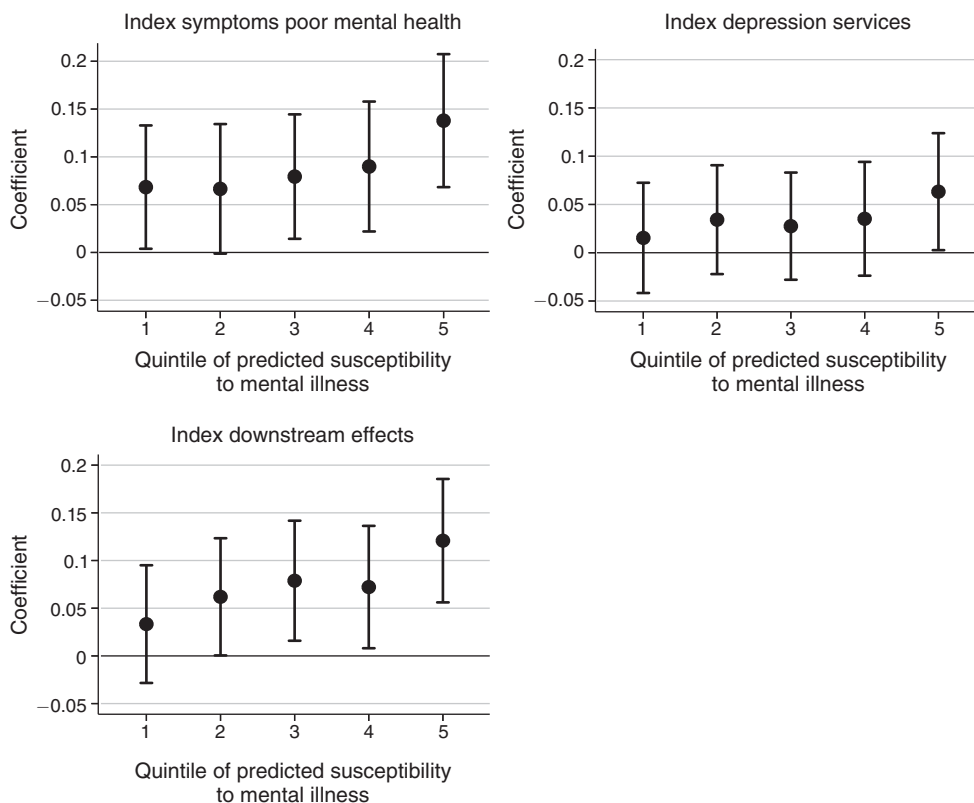 Index symptoms poor mental health
0.2
0.15
0.1
0.05
0
−0.05
Coefficient
1 2 3 4 5
Quintile of predicted susceptibility
to mental illness
Index depression services
0.2
0.15
0.1
0.05
0
−0.05
Coefficient
1 2 3 4 5
Quintile of predicted susceptibility
to mental illness
Index downstream effects
0.2
0.15
0.1
0.05
0
−0.05
Coefficient
1 2 3 4 5
Quintile of predicted susceptibility
to mental illness